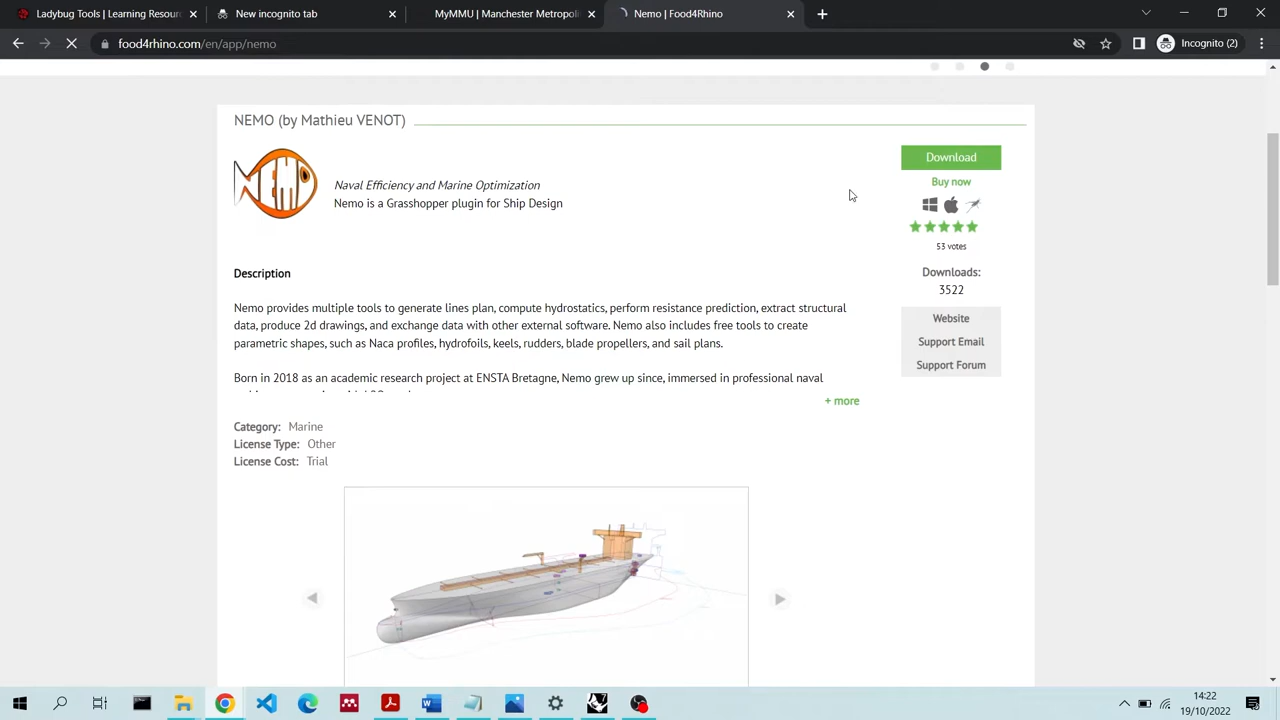 Ladybug Tools | Learning Resour
New incognito tab
MyMMU | Manchester Metropoli
Nemo | Food4Rhino
food4rhino.com/en/app/nemo
Incognito (2)
NEMO (by Mathieu VENOT)
NEMO
Naval Efficiency and Marine Optimization
Nemo is a Grasshopper plugin for Ship Design
Download
Buy now
53 votes
Downloads:
3522
Website
Support Email
Support Forum
Description
Nemo provides multiple tools to generate lines plan, compute hydrostatics, perform resistance prediction, extract structural
data, produce 2d drawings, and exchange data with other external software. Nemo also includes free tools to create
parametric shapes, such as Naca profiles, hydrofoils, keels, rudders, blade propellers, and sail plans.
Born in 2018 as an academic research project at ENSTA Bretagne, Nemo grew up since, immersed in professional naval
+ more
Category: Marine
License Type: Other
License Cost: Trial
14:22
19/10/2022